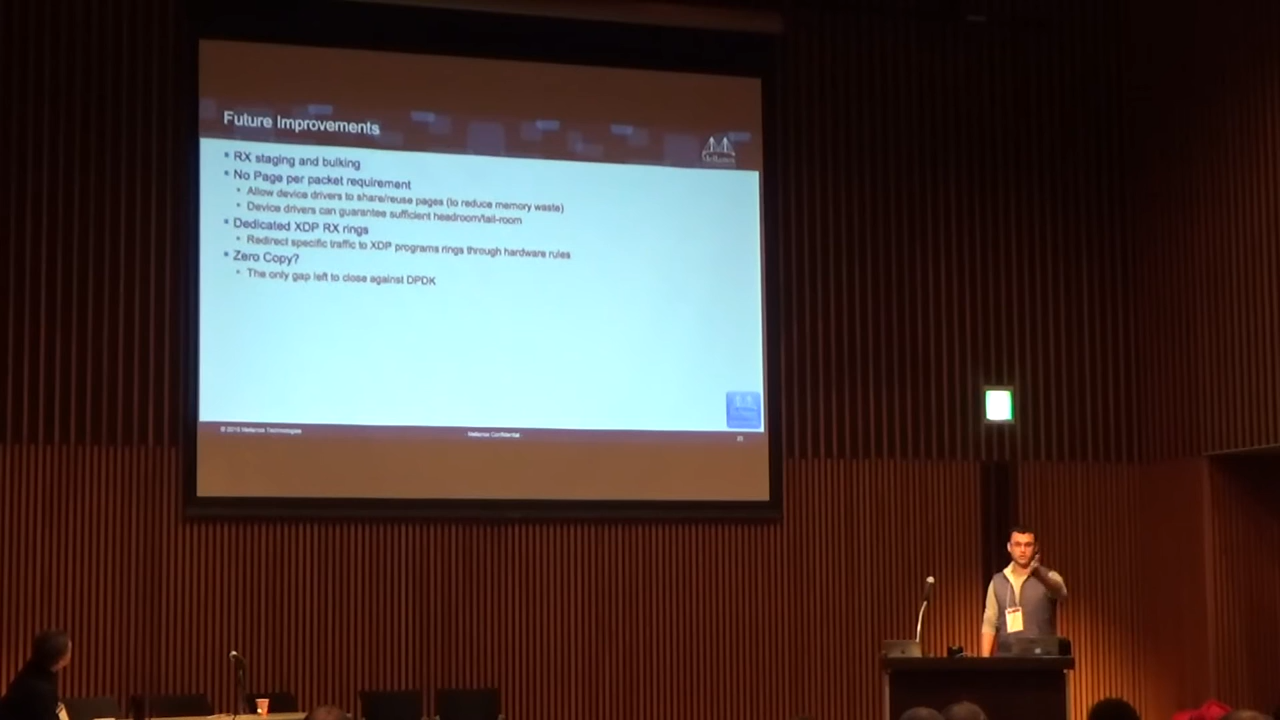 Future Improvements
Mellanox
RX staging and bulking
No Page per packet requirement
Allow device drivers to share/reuse pages (to reduce memory waste)
Device drivers can guarantee sufficient headroom/tail-room
Dedicated XDP RX rings
Redirect specific traffic to XDP programs rings through hardware rules
Zero Copy?
The only gap left to close against DPDK
Mellanox Technologies
Mellanox Confidential